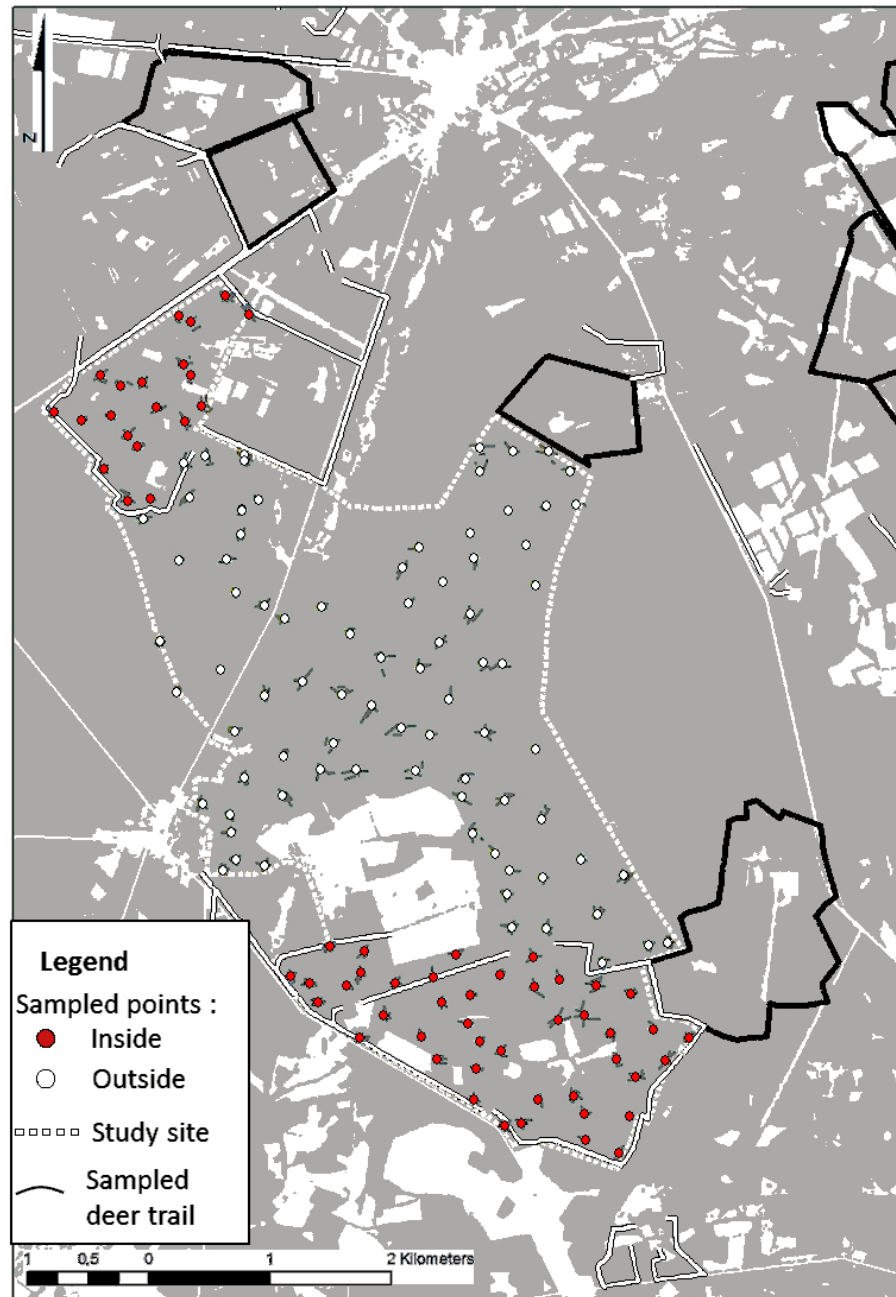 N
Legend
Sampled points :
Inside
Outside
Study site
Sampled
deer trail
1 0,5 0 1 2 Kilometers